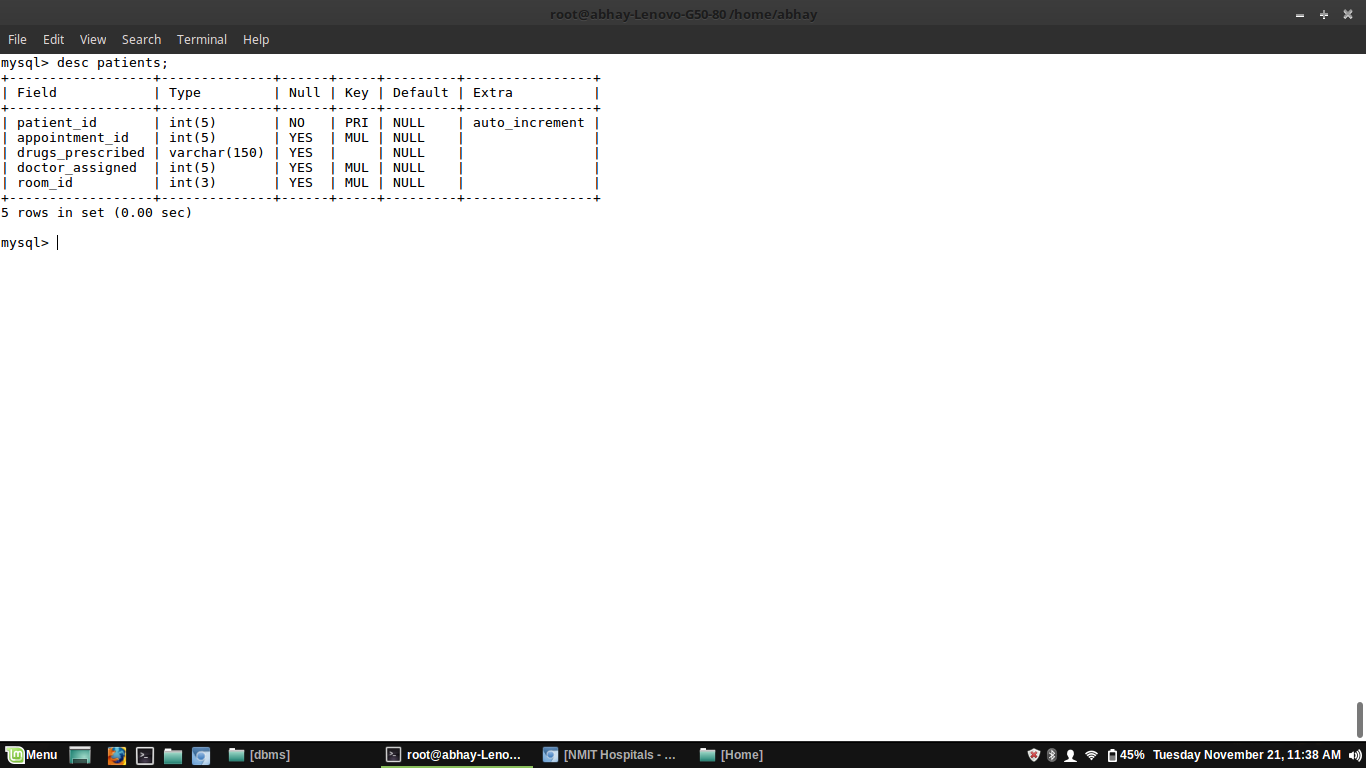 root@abhay-Lenovo-G50-80 /home/abhay
File Edit View Search Terminal Help
mysql> desc patients;
+------------------+--------------+------+-----+---------+----------------+
| Field            | Type         | Null | Key | Default | Extra          |
+------------------+--------------+------+-----+---------+----------------+
| patient_id       | int(5)       | NO   | PRI | NULL    | auto_increment |
| appointment_id   | int(5)       | YES  | MUL | NULL    |                |
| drugs_prescribed | varchar(150) | YES  |     | NULL    |                |
| doctor_assigned  | int(5)       | YES  | MUL | NULL    |                |
| room_id          | int(3)       | YES  | MUL | NULL    |                |
+------------------+--------------+------+-----+---------+----------------+
5 rows in set (0.00 sec)
mysql>
Menu [dbms] root@abhay-Leno... [NMIT Hospitals - ... [Home] 45% Tuesday November 21, 11:38 AM